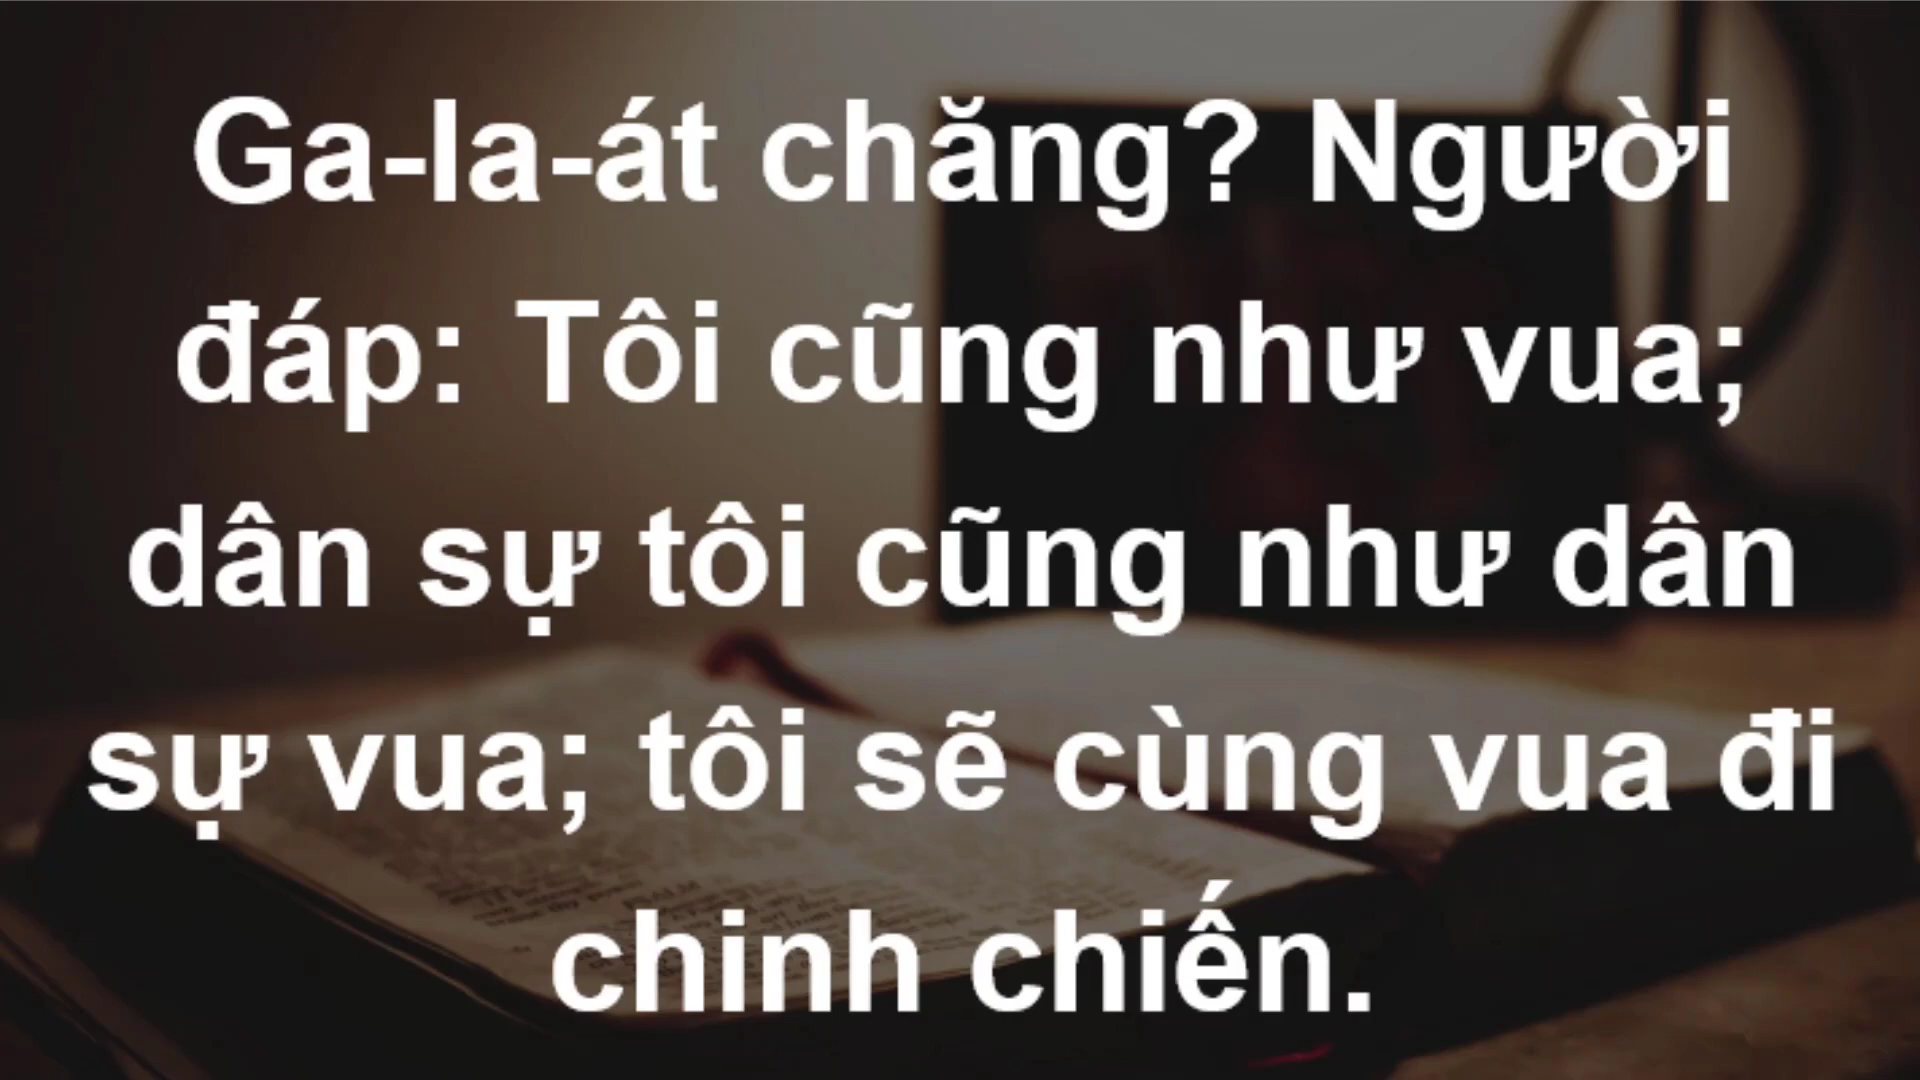 Ga-la-át chăng? Người
đáp: Tôi cũng như vua;
dân sự tôi cũng như dân
sự vua; tôi sẽ cùng vua đi
chinh chiến.